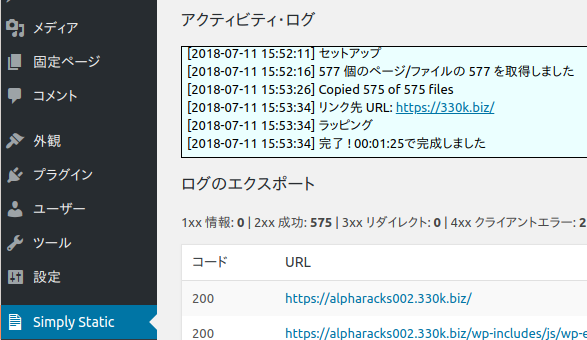 メディア
固定ページ
コメント
外観
プラグイン
ユーザー
ツール
設定
Simply Static
アクティビティ・ログ
[2018-07-11 15:52:11] セットアップ
[2018-07-11 15:52:16] 577 個のページ/ファイルの 577 を取得しました
[2018-07-11 15:53:26] Copied 575 of 575 files
[2018-07-11 15:53:34] リンク先 URL: https://330k.biz/
[2018-07-11 15:53:34] ラッピング
[2018-07-11 15:53:34] 完了 ! 00:01:25で完成しました
ログのエクスポート
1xx 情報: 0 | 2xx 成功: 575 | 3xx リダイレクト: 0 | 4xx クライアントエラー: 2
コード URL
200 https://alpharacks002.330k.biz/
200 https://alpharacks002.330k.biz/wp-includes/js/wp-e